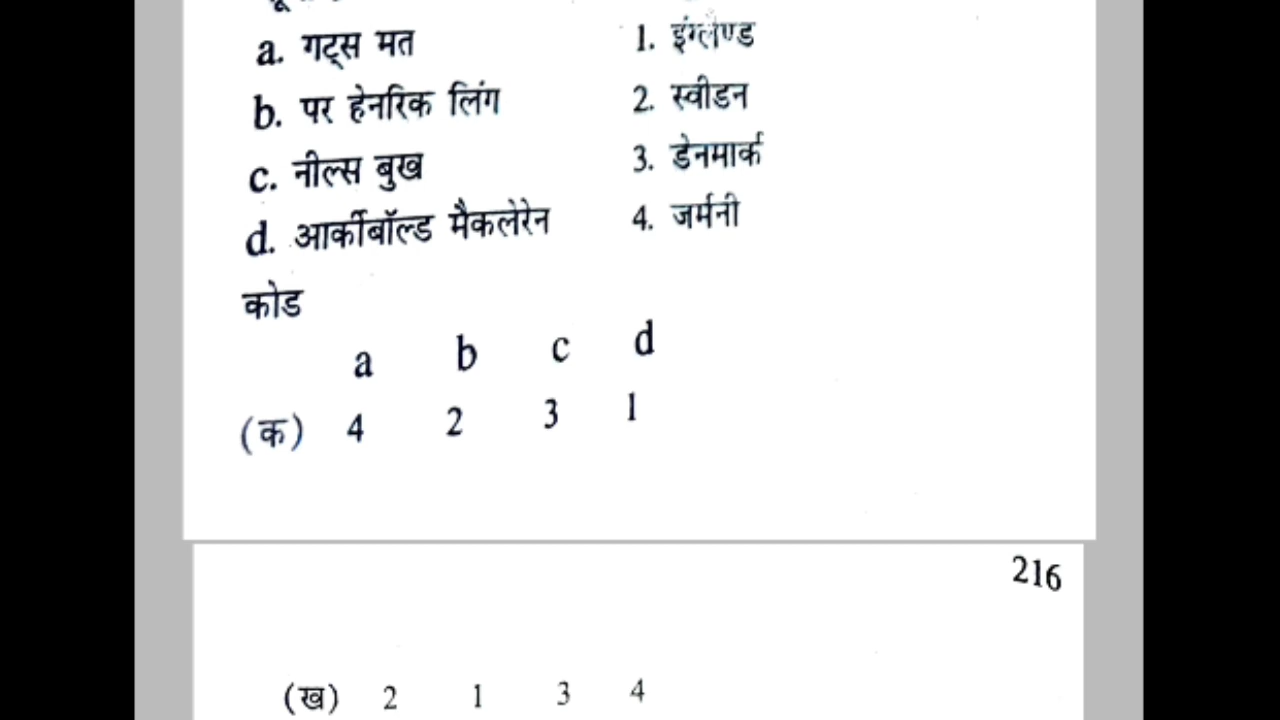 a. गट्स मत 1. इंग्लैण्ड
b. पर हेनरिक लिंग 2. स्वीडन
c. नील्स बुख 3. डेनमार्क
d. आर्कीबॉल्ड मैकलेरेन 4. जर्मनी
कोड
a b c d
(क) 4 2 3 1
216
(ख) 2 1 3 4